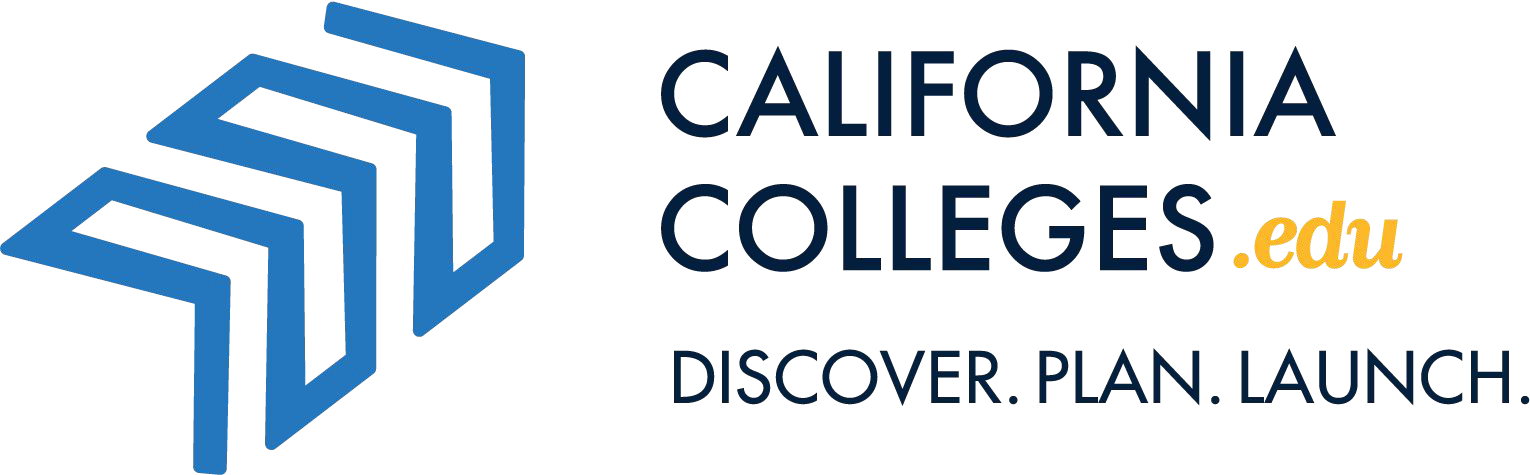 CALIFORNIA
COLLEGES.edu
DISCOVER. PLAN. LAUNCH.